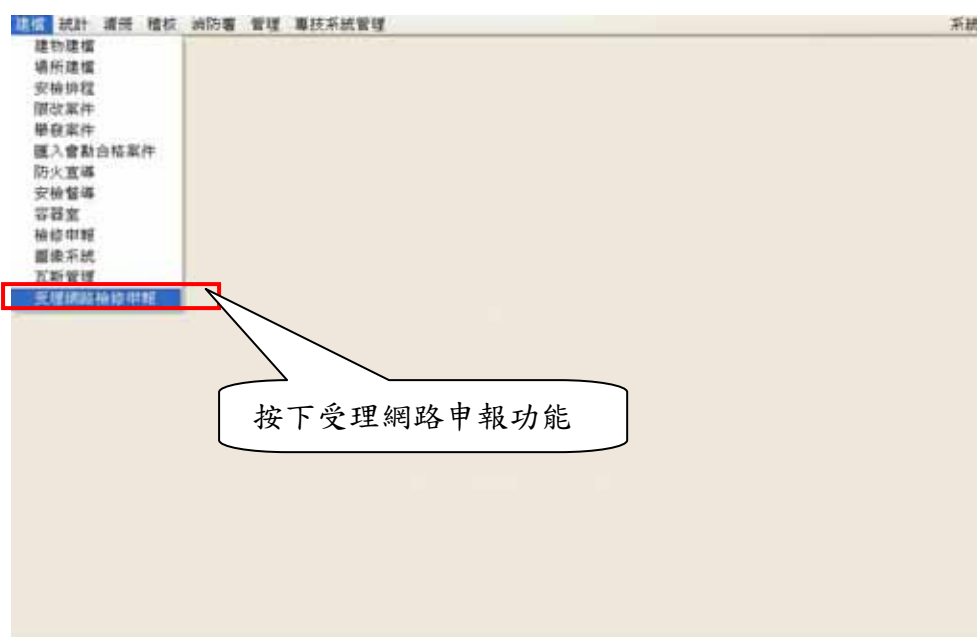 建檔 統計 清冊 稽核 消防署 管理 專技系統管理 系統
建物建檔
場所建檔
安檢排程
限改案件
舉發案件
匯入會勘合格案件
防火宣導
安檢督導
容器室
檢修申報
圖像系統
瓦斯管理
受理網路檢修申報
按下受理網路申報功能